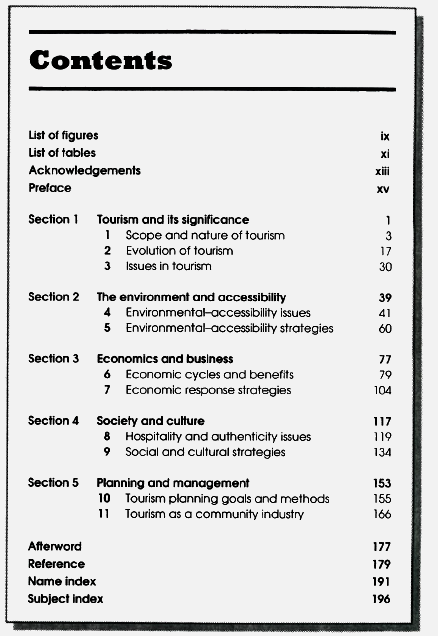 Contents
List of figures ix
List of tables xi
Acknowledgements xiii
Preface xv
Section 1 Tourism and its significance 1
1 Scope and nature of tourism 3
2 Evolution of tourism 17
3 Issues in tourism 30
Section 2 The environment and accessibility 39
4 Environmental–accessibility issues 41
5 Environmental–accessibility strategies 60
Section 3 Economics and business 77
6 Economic cycles and benefits 79
7 Economic response strategies 104
Section 4 Society and culture 117
8 Hospitality and authenticity issues 119
9 Social and cultural strategies 134
Section 5 Planning and management 153
10 Tourism planning goals and methods 155
11 Tourism as a community industry 166
Afterword 177
Reference 179
Name index 191
Subject index 196